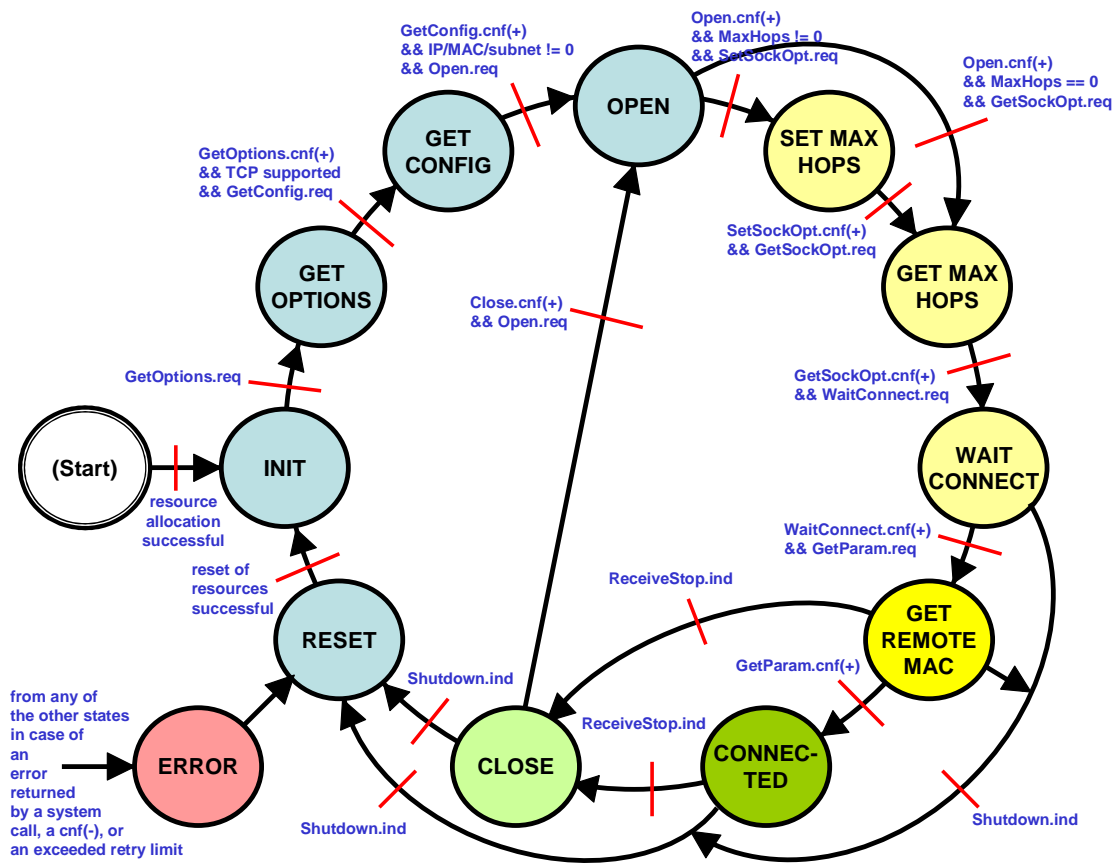 GetConfig.cnf(+)
&& IP/MAC/subnet != 0
&& Open.req
Open.cnf(+)
&& MaxHops != 0
&& SetSockOpt.req
Open.cnf(+)
&& MaxHops == 0
&& GetSockOpt.req
OPEN
GET
CONFIG
SET MAX
HOPS
GetOptions.cnf(+)
&& TCP supported
&& GetConfig.req
SetSockOpt.cnf(+)
&& GetSockOpt.req
GET
OPTIONS
GET MAX
HOPS
Close.cnf(+)
&& Open.req
GetOptions.req
GetSockOpt.cnf(+)
&& WaitConnect.req
(Start)
INIT
WAIT
CONNECT
resource
allocation
successful
WaitConnect.cnf(+)
&& GetParam.req
reset of
resources
successful
ReceiveStop.ind
RESET
GET
REMOTE
MAC
GetParam.cnf(+)
Shutdown.ind
ReceiveStop.ind
from any of
the other states
in case of
an
error
returned
by a system
call, a cnf(-), or
an exceeded retry limit
ERROR
CLOSE
CONNEC-
TED
Shutdown.ind
Shutdown.ind